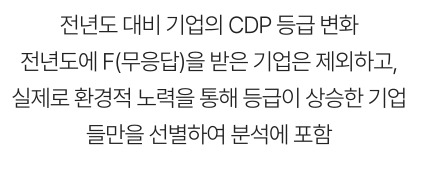 전년도 대비 기업의 CDP 등급 변화
전년도에 F(무응답)을 받은 기업은 제외하고,
실제로 환경적 노력을 통해 등급이 상승한 기업
들만을 선별하여 분석에 포함